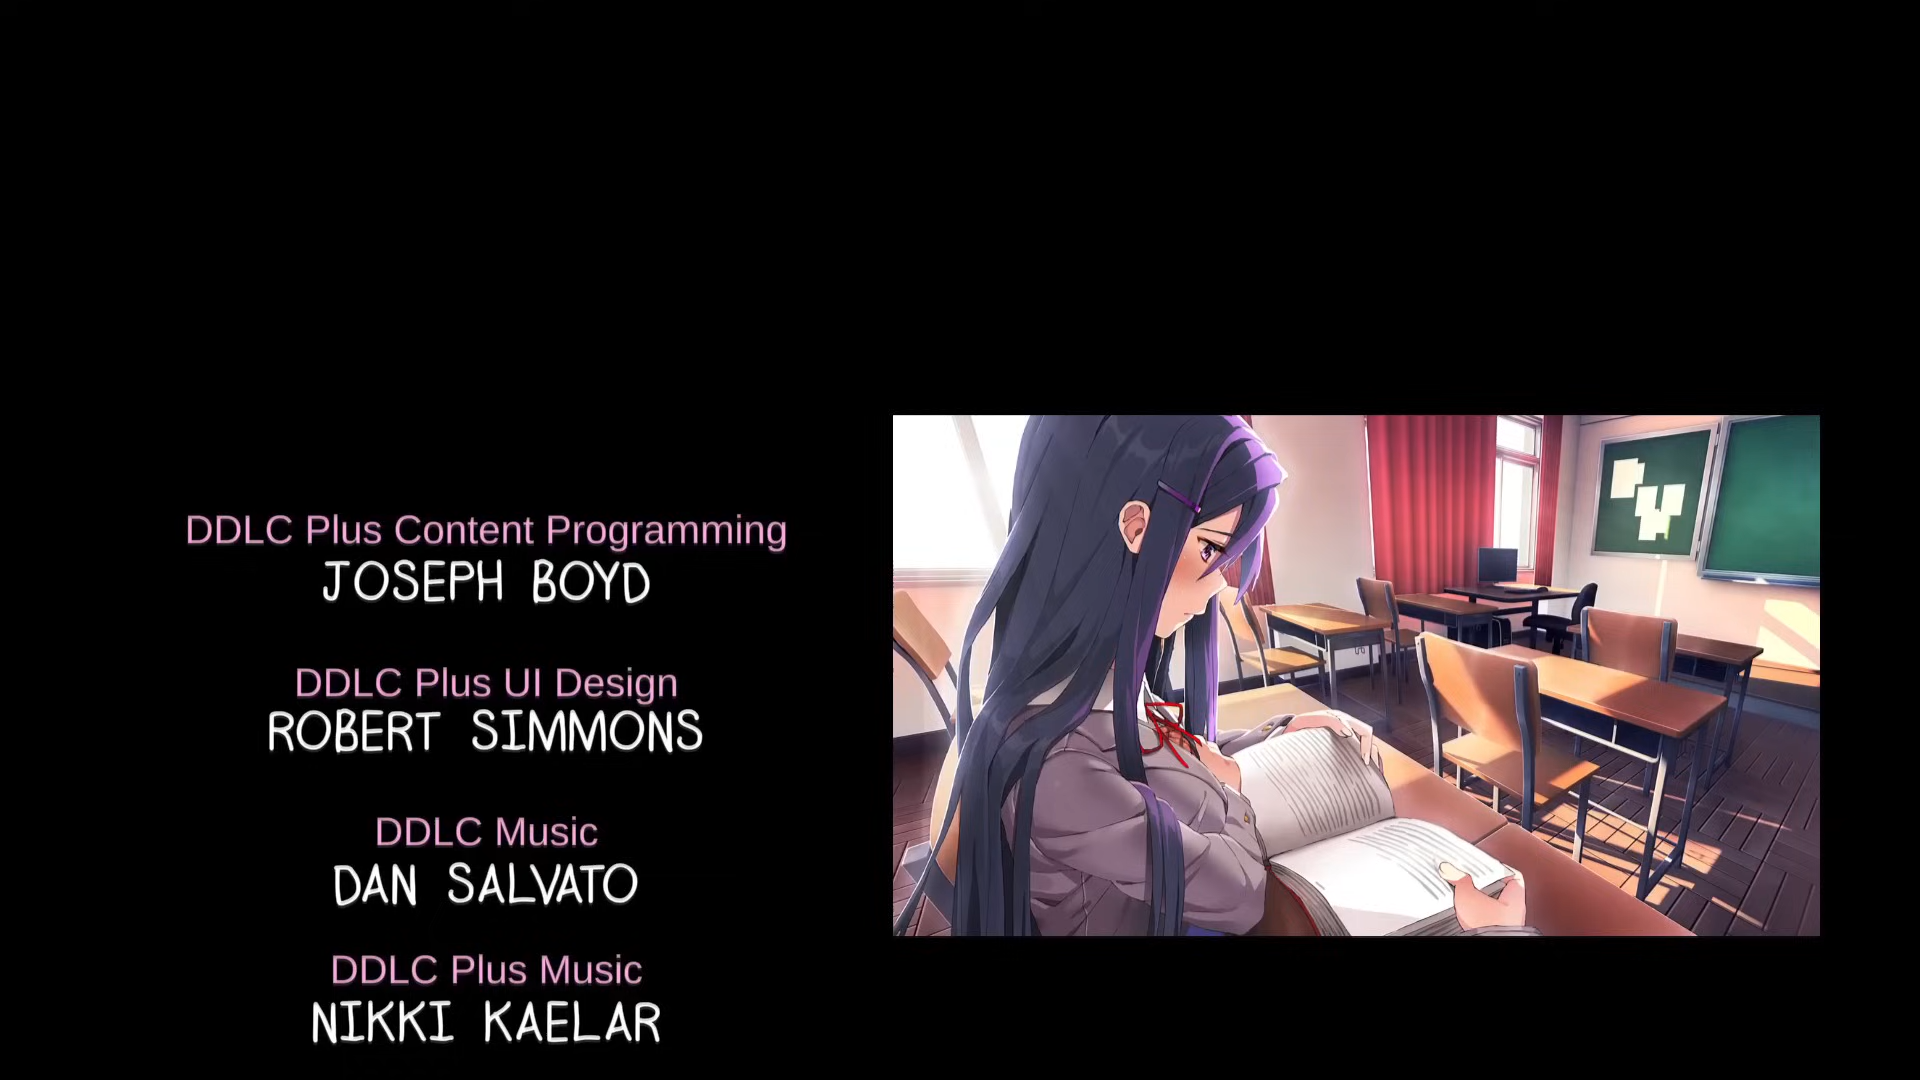 DDLC Plus Content Programming
JOSEPH BOYD
DDLC Plus UI Design
ROBERT SIMMONS
DDLC Music
DAN SALVATO
DDLC Plus Music
NIKKI KAELAR